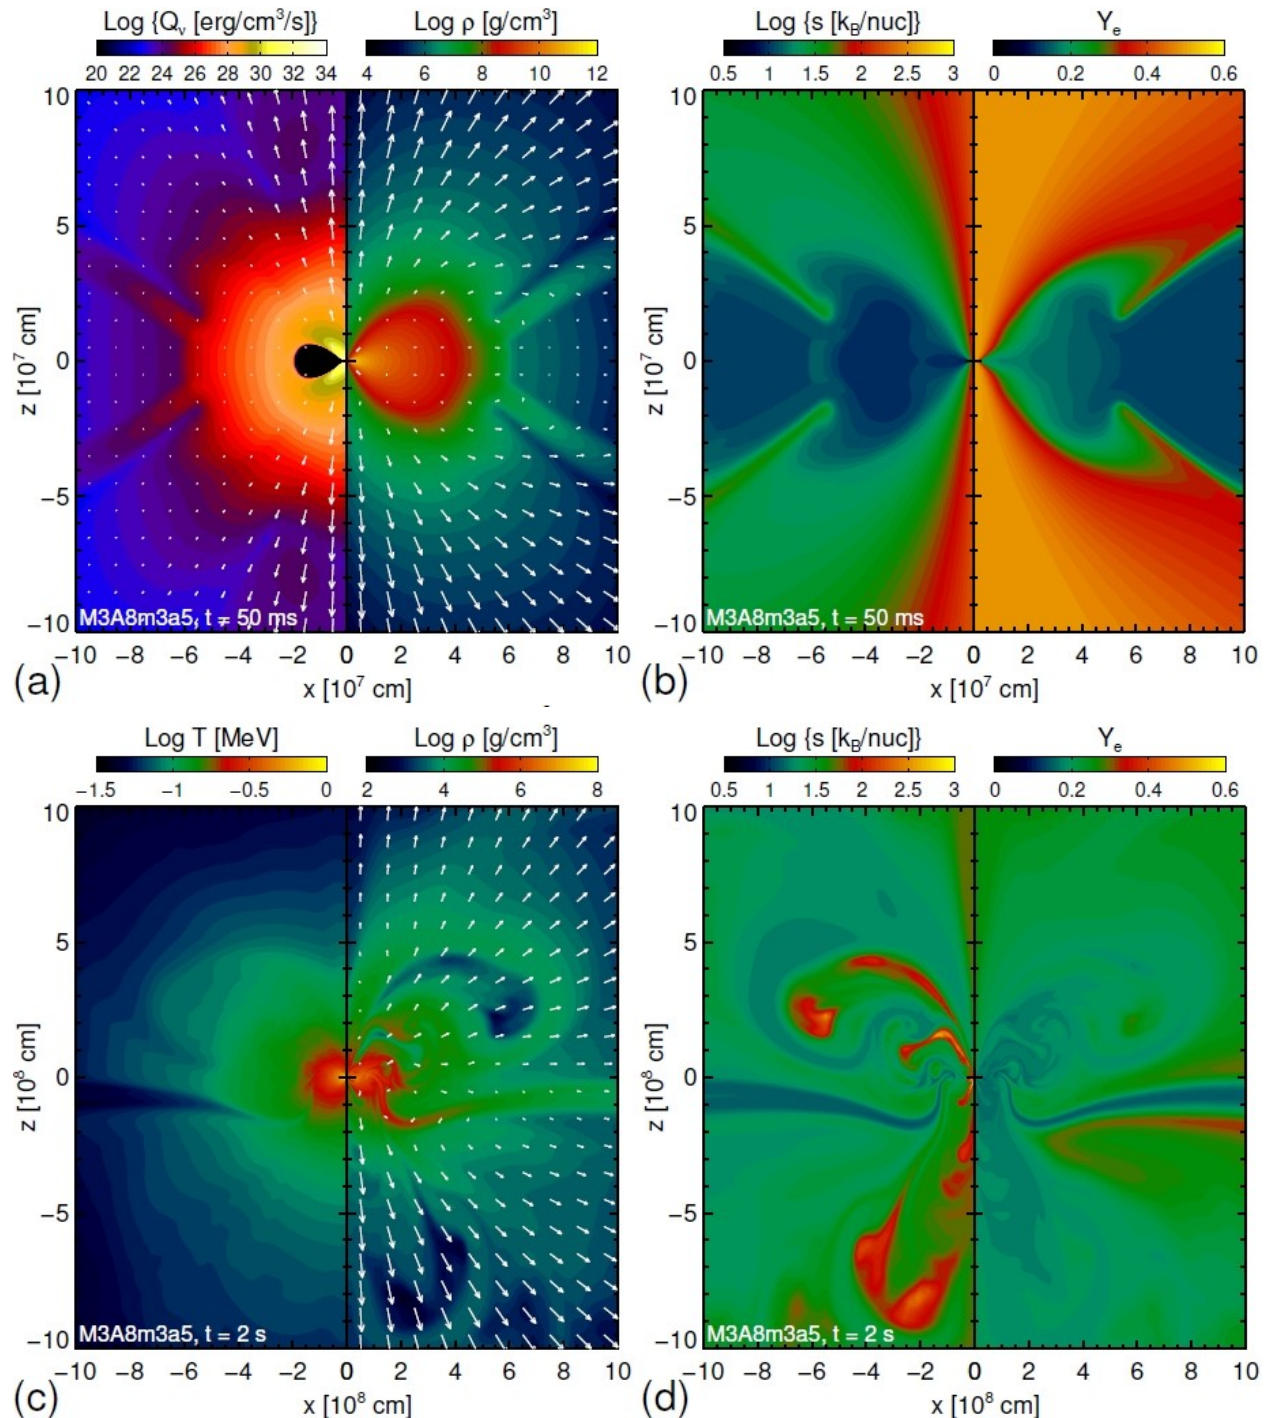 Log {Qν [erg/cm³/s]} Log ρ [g/cm³] Log {s [kB/nuc]} Ye
20 22 24 26 28 30 32 34 4 6 8 10 12 0.5 1 1.5 2 2.5 3 0 0.2 0.4 0.6
10 10
5 5
z [10⁷ cm] 0 z [10⁷ cm] 0
−5 −5
−10 M3A8m3a5, t = 50 ms −10 M3A8m3a5, t = 50 ms
−10 −8 −6 −4 −2 0 2 4 6 8 10 −10 −8 −6 −4 −2 0 2 4 6 8 10
(a) x [10⁷ cm] (b) x [10⁷ cm]
Log T [MeV] Log ρ [g/cm³] Log {s [kB/nuc]} Ye
−1.5 −1 −0.5 0 2 4 6 8 0.5 1 1.5 2 2.5 3 0 0.2 0.4 0.6
10 10
5 5
z [10⁸ cm] 0 z [10⁸ cm] 0
−5 −5
−10 M3A8m3a5, t = 2 s −10 M3A8m3a5, t = 2 s
−10 −8 −6 −4 −2 0 2 4 6 8 10 −10 −8 −6 −4 −2 0 2 4 6 8 10
(c) x [10⁸ cm] (d) x [10⁸ cm]